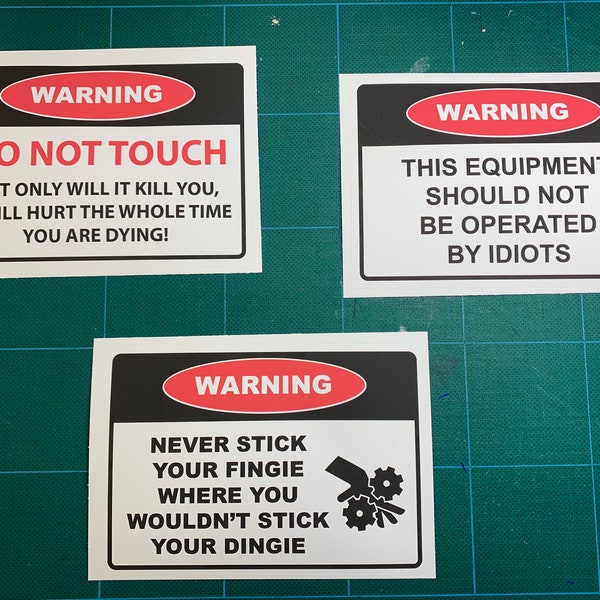 WARNING
O NOT TOUCH
T ONLY WILL IT KILL YOU,
ILL HURT THE WHOLE TIME
YOU ARE DYING!
WARNING
THIS EQUIPMENT
SHOULD NOT
BE OPERATED
BY IDIOTS
WARNING
NEVER STICK
YOUR FINGIE
WHERE YOU
WOULDN'T STICK
YOUR DINGIE